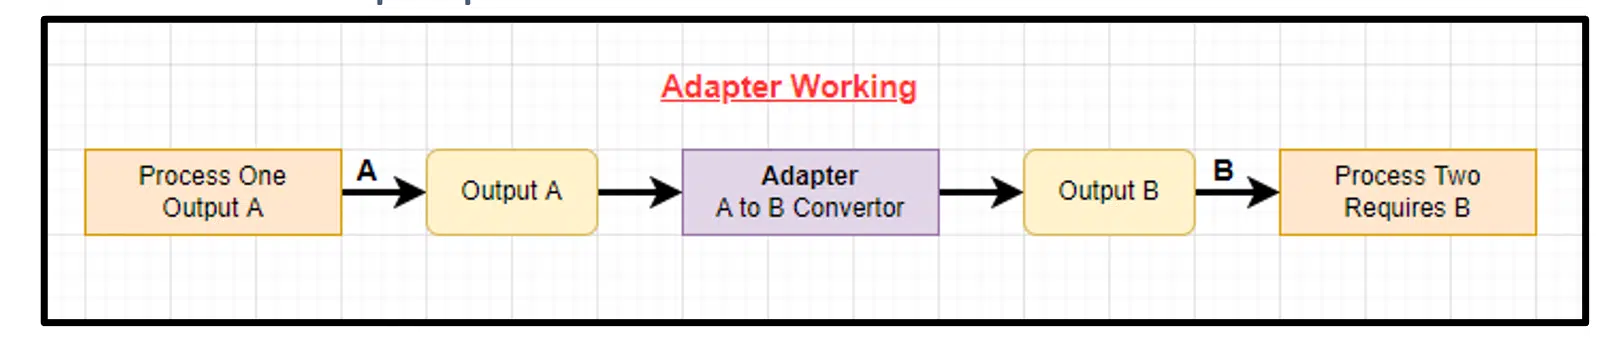 Adapter Working
Process One
Output A
A
Output A
Adapter
A to B Convertor
Output B
B
Process Two
Requires B